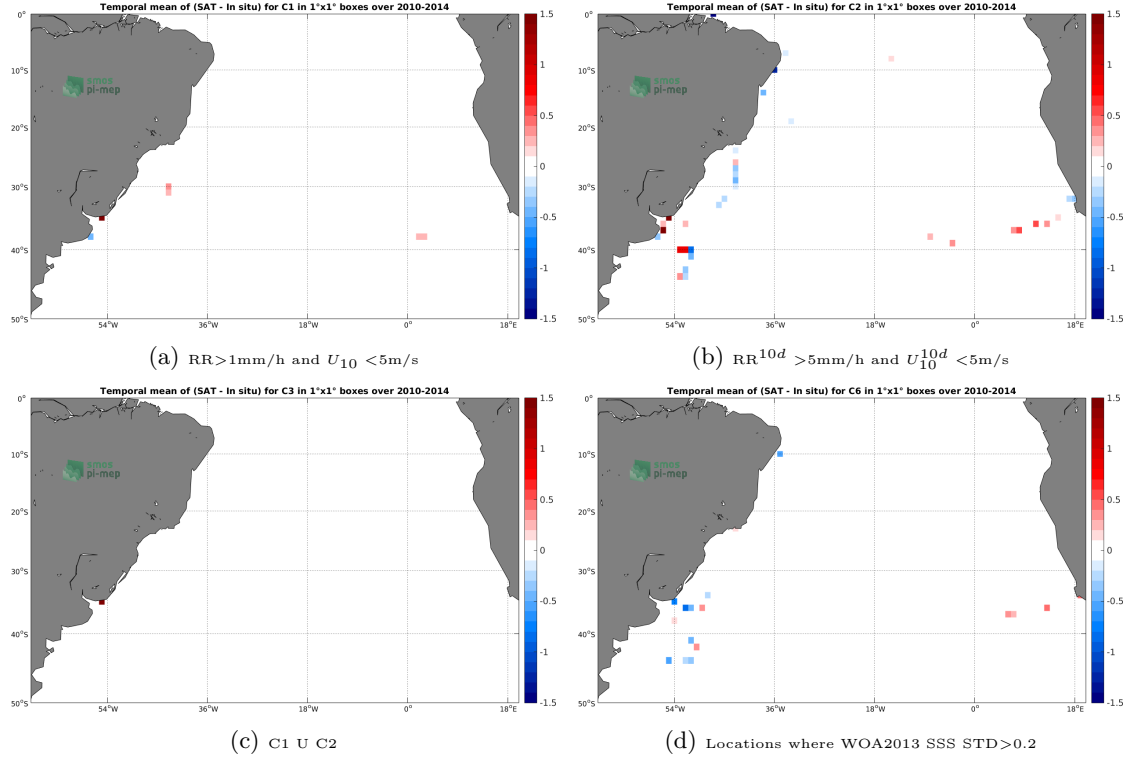 Temporal mean of (SAT - In situ) for C1 in 1°x1° boxes over 2010-2014
0°
10°S
20°S
30°S
40°S
50°S
54°W 36°W 18°W 0° 18°E
1.5
1
0.5
0
-0.5
-1
-1.5
smos
pi-mep
(a) RR>1mm/h and U10 <5m/s
Temporal mean of (SAT - In situ) for C2 in 1°x1° boxes over 2010-2014
0°
10°S
20°S
30°S
40°S
50°S
54°W 36°W 18°W 0° 18°E
1.5
1
0.5
0
-0.5
-1
-1.5
smos
pi-mep
(b) RR^10d >5mm/h and U10^10d <5m/s
Temporal mean of (SAT - In situ) for C3 in 1°x1° boxes over 2010-2014
0°
10°S
20°S
30°S
40°S
50°S
54°W 36°W 18°W 0° 18°E
1.5
1
0.5
0
-0.5
-1
-1.5
smos
pi-mep
(c) C1 U C2
Temporal mean of (SAT - In situ) for C6 in 1°x1° boxes over 2010-2014
0°
10°S
20°S
30°S
40°S
50°S
54°W 36°W 18°W 0° 18°E
1.5
1
0.5
0
-0.5
-1
-1.5
smos
pi-mep
(d) Locations where WOA2013 SSS STD>0.2